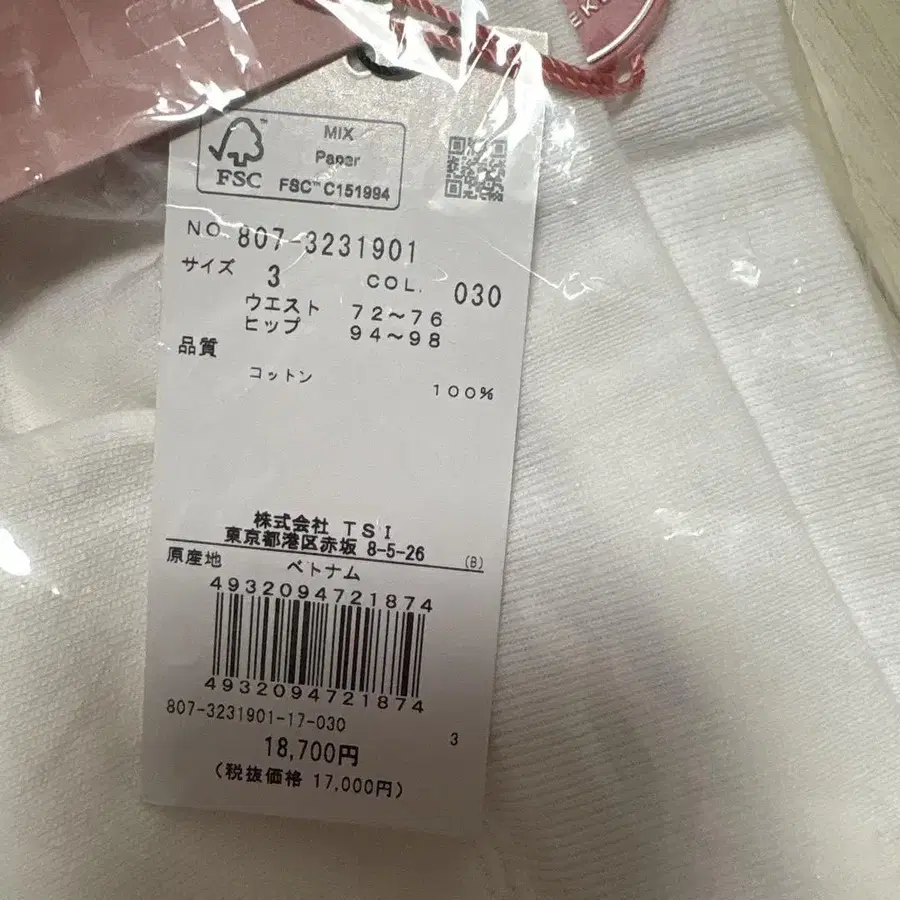 MIX
Paper
FSC
FSC™ C151994
NO. 807-3231901
サイズ 3 COL. 030
ウエスト 72～76
ヒップ 94～98
品質
コットン 100%
株式会社 TSI
東京都港区赤坂 8-5-26 (B)
原産地 ベトナム
4932094721874
4932094721874
807-3231901-17-030
3
18,700円
(税抜価格 17,000円)